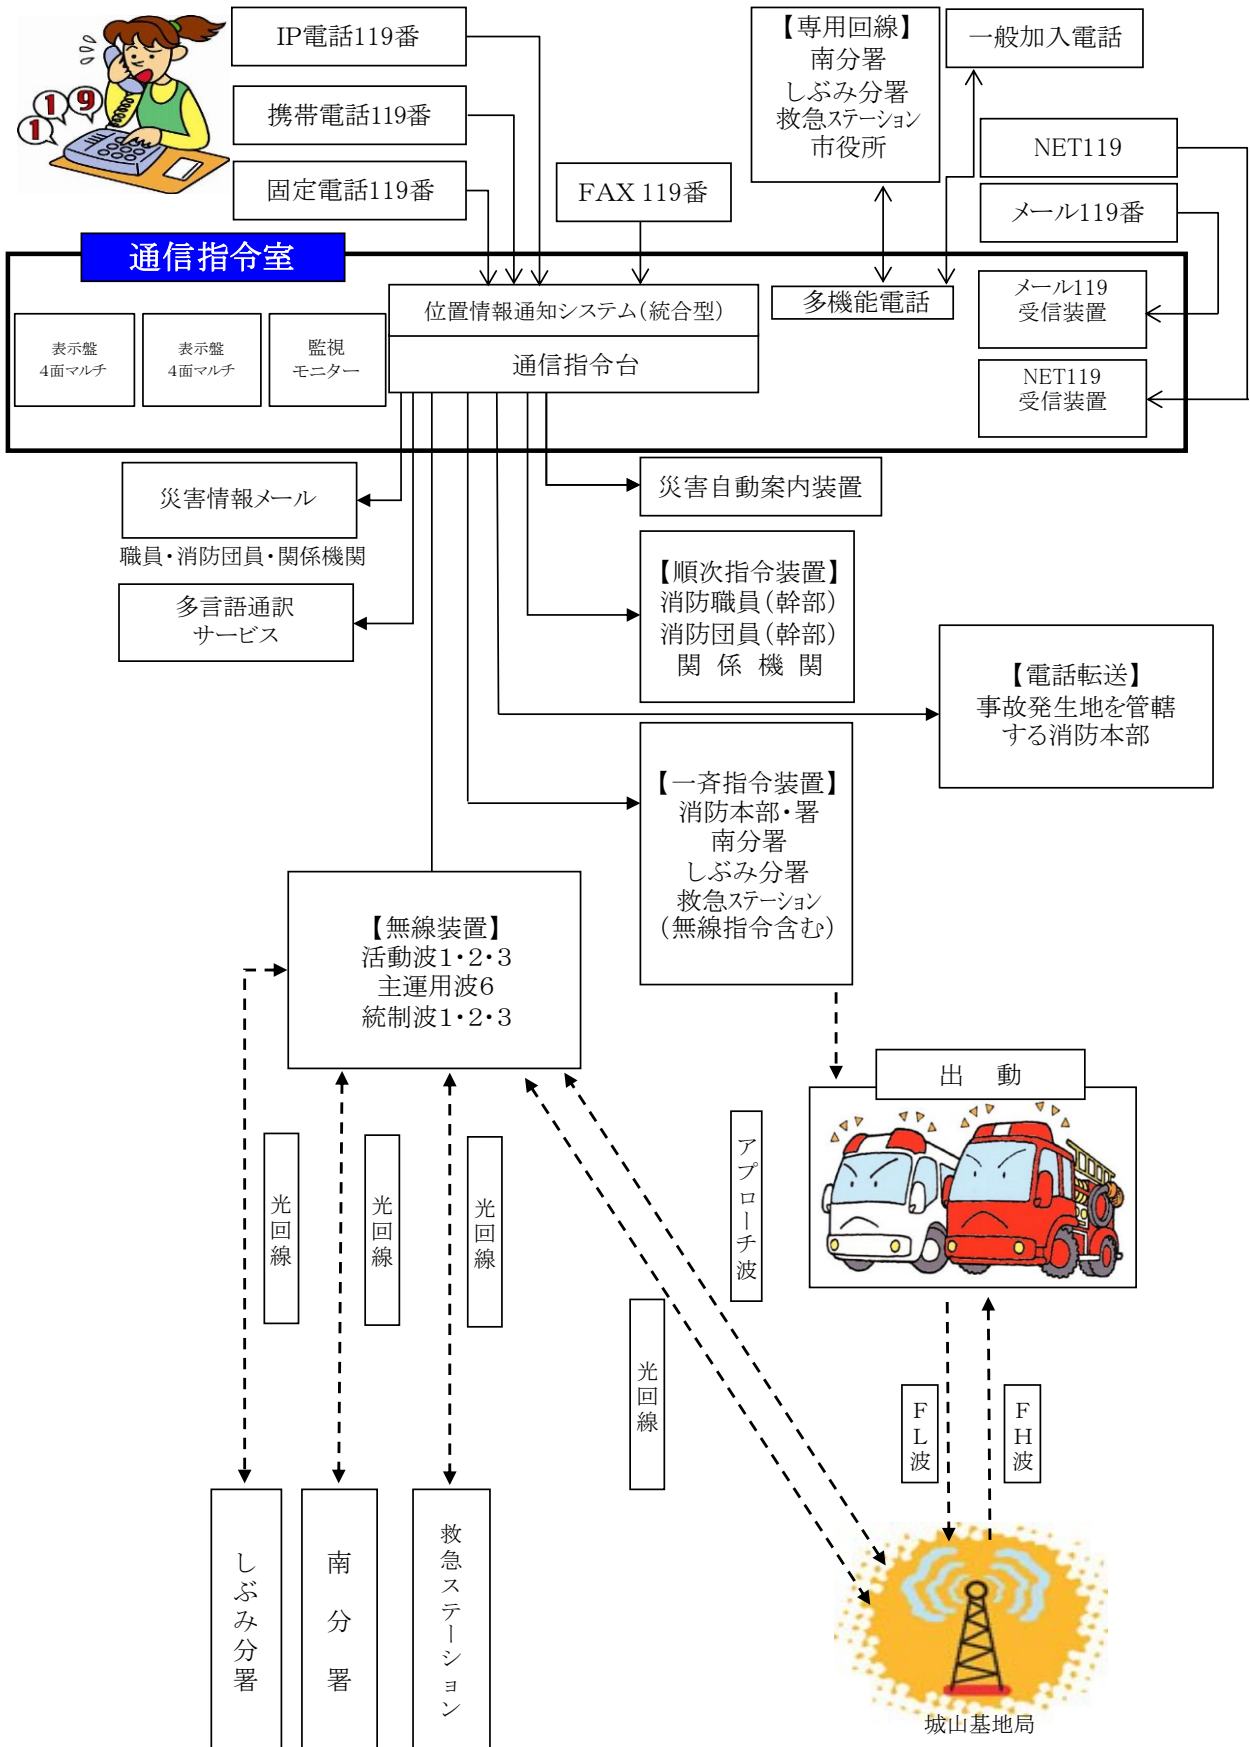 IP電話119番
携帯電話119番
固定電話119番
1
1
9
FAX 119番
【専用回線】
南分署
しぶみ分署
救急ステーション
市役所
一般加入電話
NET119
メール119番
通信指令室
位置情報通知システム(統合型)
通信指令台
多機能電話
メール119
受信装置
NET119
受信装置
表示盤
4面マルチ
表示盤
4面マルチ
監視
モニター
災害情報メール
職員・消防団員・関係機関
多言語通訳
サービス
災害自動案内装置
【順次指令装置】
消防職員(幹部)
消防団員(幹部)
関 係 機 関
【電話転送】
事故発生地を管轄
する消防本部
【一斉指令装置】
消防本部・署
南分署
しぶみ分署
救急ステーション
(無線指令含む)
【無線装置】
活動波1・2・3
主運用波6
統制波1・2・3
出 動
光回線
光回線
光回線
光回線
アプローチ波
FL波
FH波
しぶみ分署
南分署
救急ステーション
城山基地局